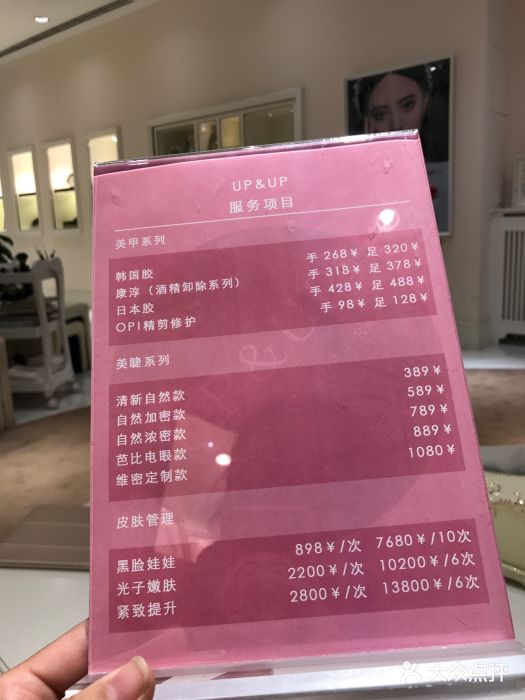 UP&UP
服务项目
美甲系列
韩国胶 手 268¥ 足 320¥
康淳（酒精卸除系列） 手 318¥ 足 378¥
日本胶 手 428¥ 足 488¥
OPI精剪修护 手 98¥ 足 128¥
美睫系列
清新自然款 389¥
自然加密款 589¥
自然浓密款 789¥
芭比电眼款 889¥
维密定制款 1080¥
皮肤管理
黑脸娃娃 898¥/次 7680¥/10次
光子嫩肤 2200¥/次 10200¥/6次
紧致提升 2800¥/次 13800¥/6次
大众点评